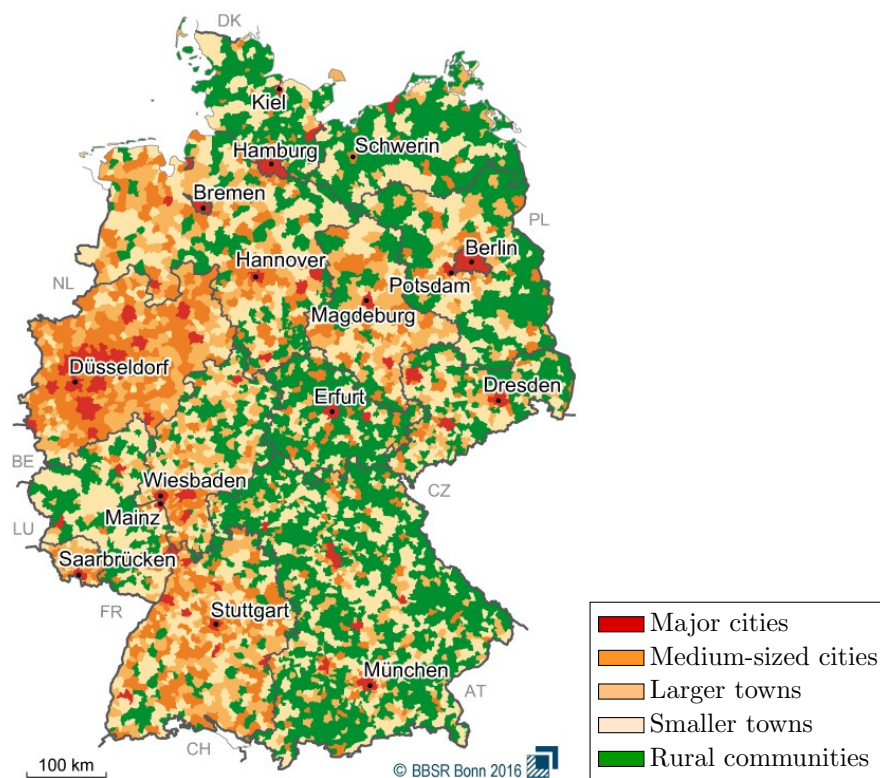 DK
Kiel
Schwerin
Hamburg
Bremen
PL
Berlin
Hannover
NL
Potsdam
Magdeburg
Düsseldorf
Dresden
Erfurt
BE
Wiesbaden
CZ
Mainz
LU
Saarbrücken
FR
Stuttgart
München
AT
CH
100 km
© BBSR Bonn 2016
Major cities
Medium-sized cities
Larger towns
Smaller towns
Rural communities